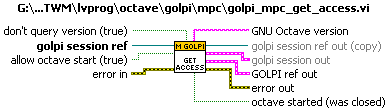 G:\...TWM\lvprog\octave\golpi\mpc\golpi_mpc_get_access.vi
don't query version (true)
GNU Octave version
golpi session ref
M GOLPI
golpi session ref out (copy)
golpi session out
allow octave start (true)
GET
ACCESS
GOLPI ref out
error in
error out
octave started (was closed)